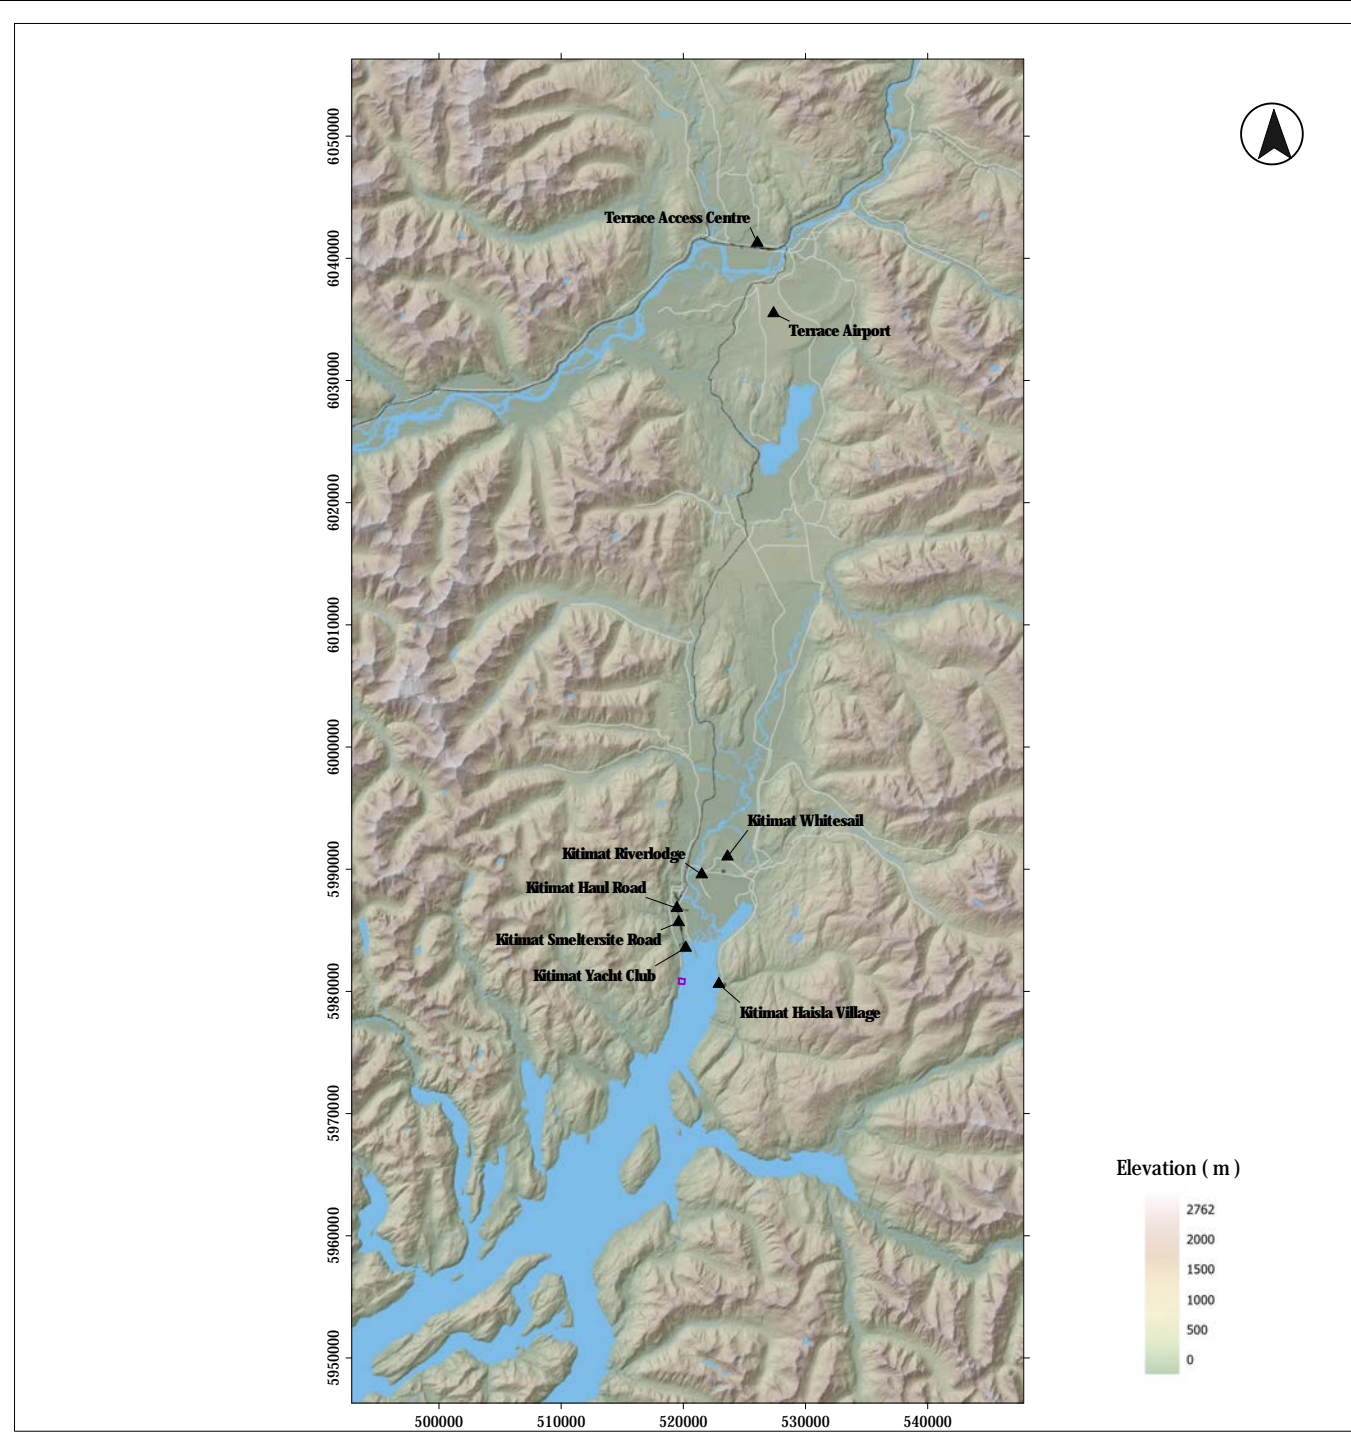 6050000
Terrace Access Centre
6040000
Terrace Airport
6030000
6020000
6010000
6000000
Kitimat Whitesail
Kitimat Riverlodge
5990000
Kitimat Haul Road
Kitimat Smeltersite Road
Kitimat Yacht Club
5980000
Kitimat Haisla Village
5970000
5960000
5950000
500000 510000 520000 530000 540000
Elevation ( m )
2762
2000
1500
1000
500
0